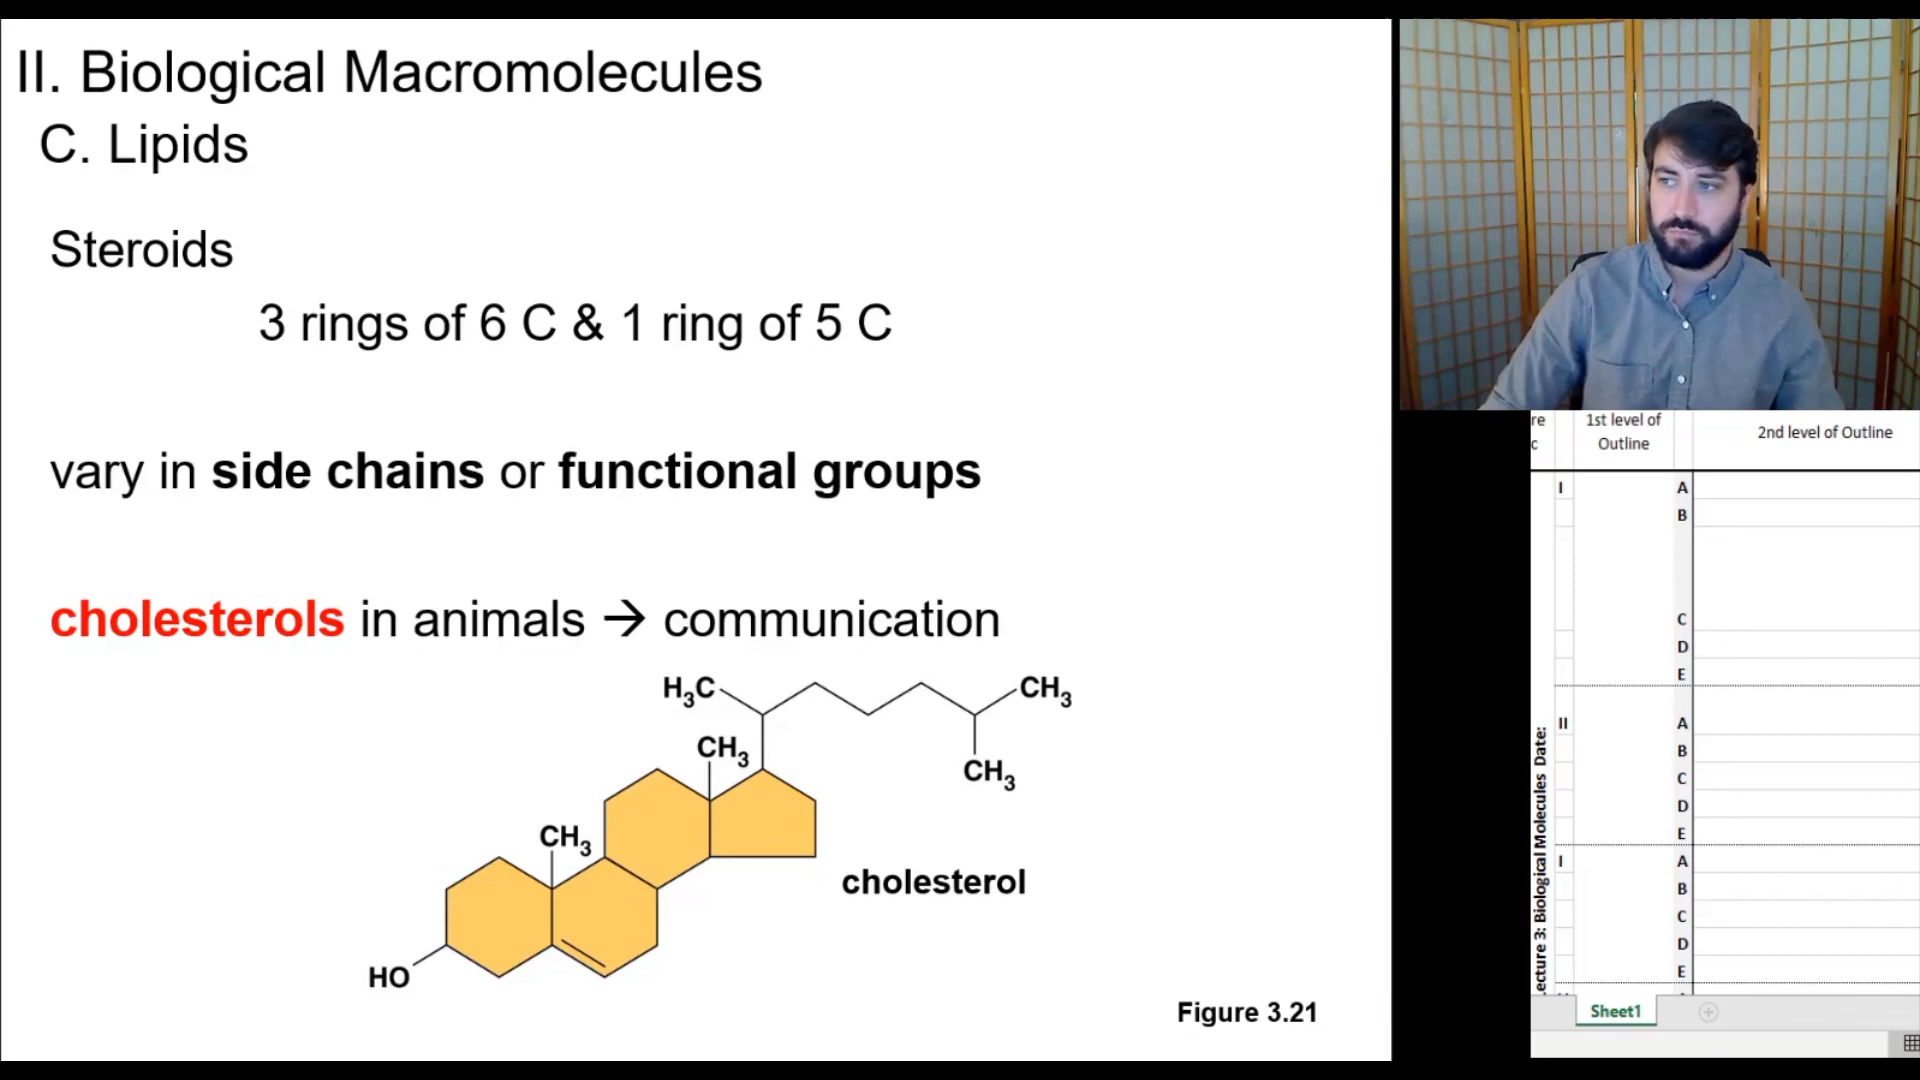 II. Biological Macromolecules
C. Lipids
Steroids
3 rings of 6 C & 1 ring of 5 C
vary in side chains or functional groups
cholesterols in animals → communication
H3C
CH3
CH3
CH3
CH3
cholesterol
HO
Figure 3.21
re
c
1st level of
Outline
2nd level of Outline
I
A
B
C
D
E
II
A
B
C
D
E
I
A
B
C
D
E
ecture 3: Biological Molecules Date:
Sheet1